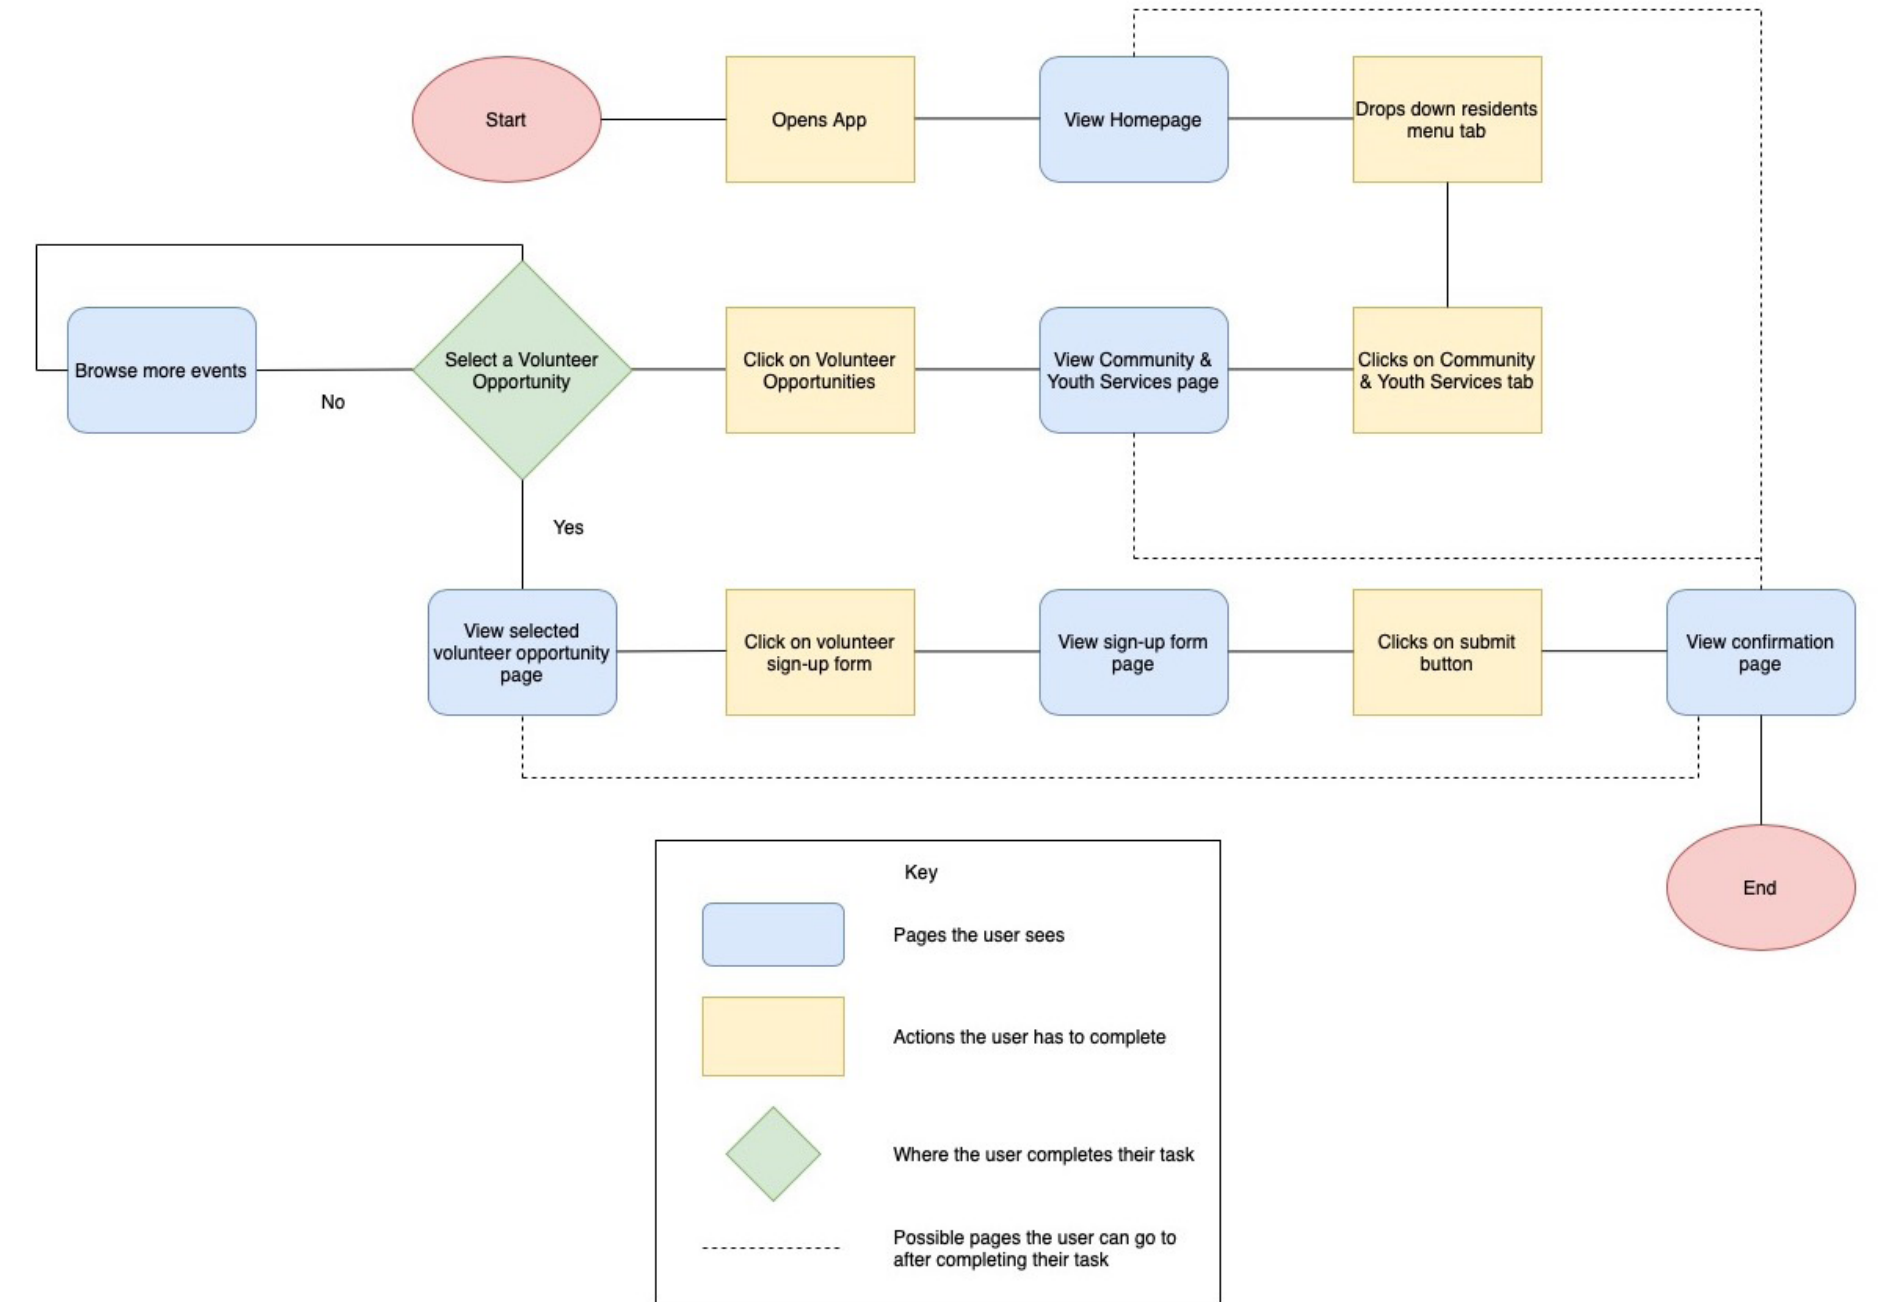 Start
Opens App
View Homepage
Drops down residents
menu tab
Browse more events
No
Select a Volunteer
Opportunity
Click on Volunteer
Opportunities
View Community &
Youth Services page
Clicks on Community
& Youth Services tab
Yes
View selected
volunteer opportunity
page
Click on volunteer
sign-up form
View sign-up form
page
Clicks on submit
button
View confirmation
page
End
Key
Pages the user sees
Actions the user has to complete
Where the user completes their task
Possible pages the user can go to
after completing their task